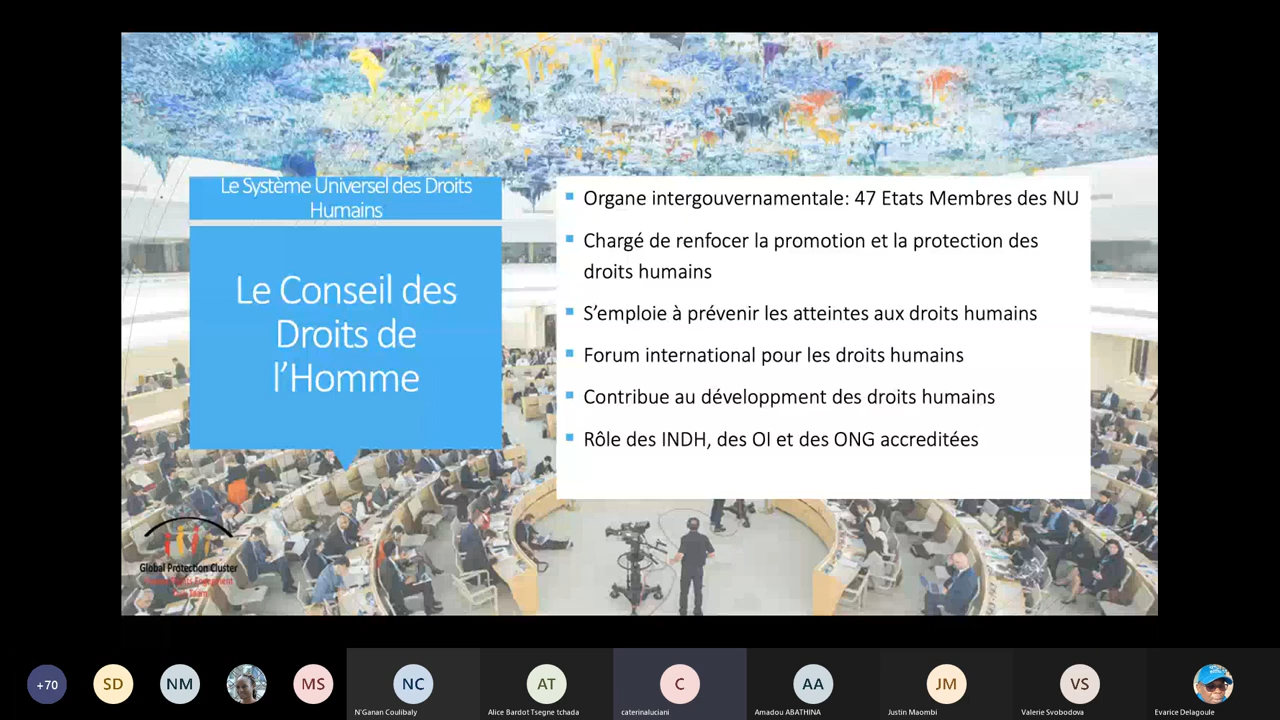 Le Système Universel des Droits
Humains
Le Conseil des
Droits de
l'Homme
Organe intergouvernamentale: 47 Etats Membres des NU
Chargé de renfocer la promotion et la protection des
droits humains
S'emploie à prévenir les atteintes aux droits humains
Forum international pour les droits humains
Contribue au développment des droits humains
Rôle des INDH, des OI et des ONG accreditées
Global Protection Cluster
+70
SD
NM
MS
NC
AT
C
AA
JM
VS
N'Ganan Coulibaly
Alice Bardot Tsegne tchada
caterinaluciani
Amadou ABATHINA
Justin Maombi
Valerie Svobodova
Evarice Delagoule